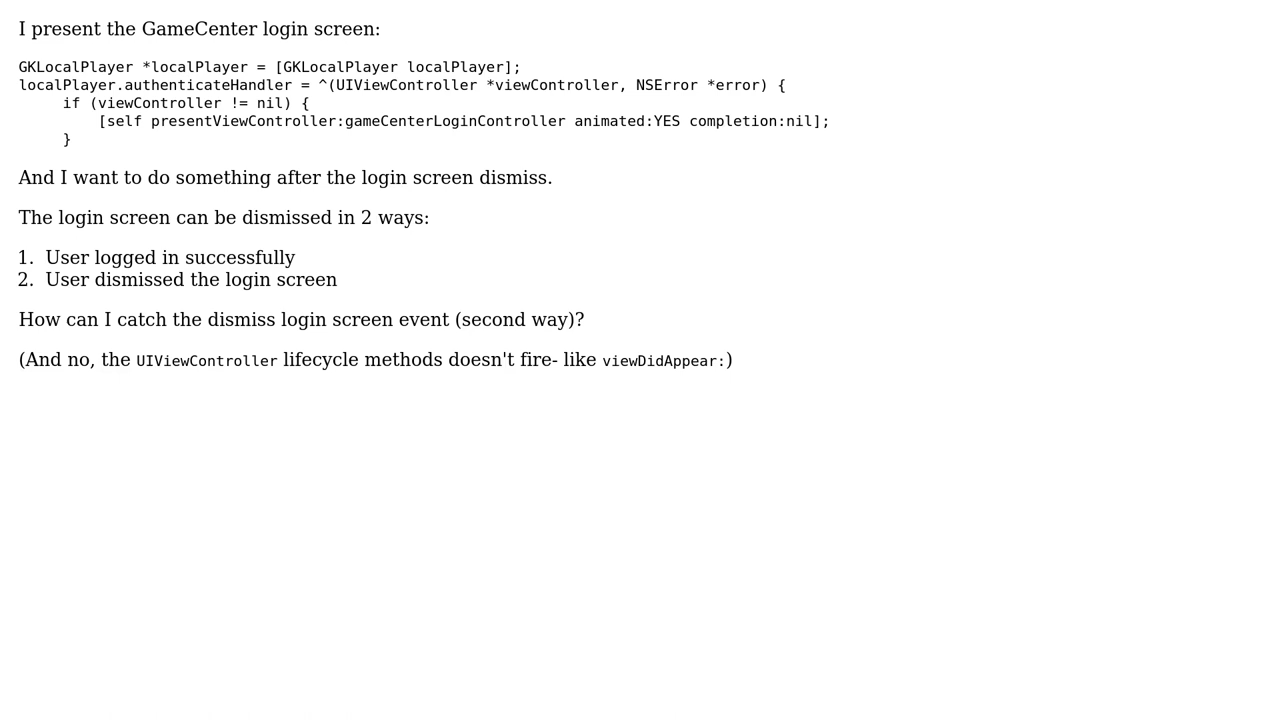 I present the GameCenter login screen:
GKLocalPlayer *localPlayer = [GKLocalPlayer localPlayer];
localPlayer.authenticateHandler = ^(UIViewController *viewController, NSError *error) {
     if (viewController != nil) {
         [self presentViewController:gameCenterLoginController animated:YES completion:nil];
     }
And I want to do something after the login screen dismiss.
The login screen can be dismissed in 2 ways:
1. User logged in successfully
2. User dismissed the login screen
How can I catch the dismiss login screen event (second way)?
(And no, the UIViewController lifecycle methods doesn't fire- like viewDidAppear:)